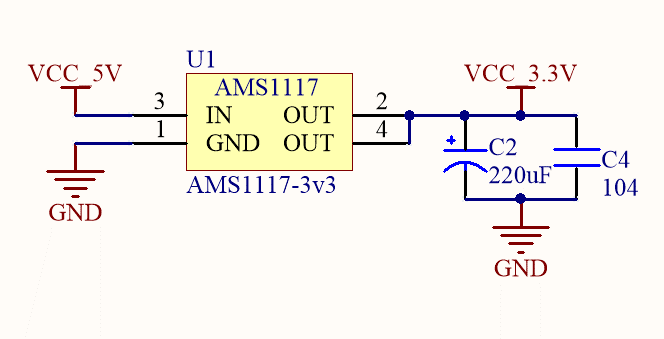 U1
VCC_5V
VCC_3.3V
AMS1117
3
IN
OUT
2
1
GND
OUT
4
+
C2
220uF
C4
104
AMS1117-3v3
GND
GND